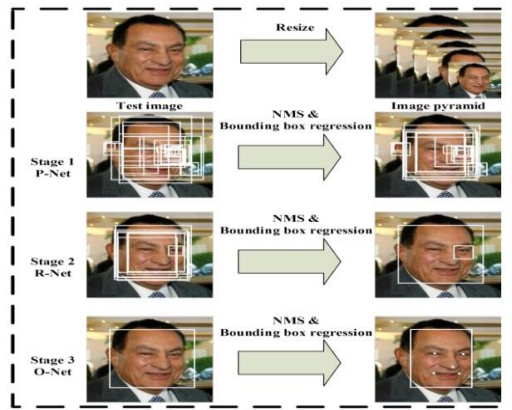 Resize
Test image
Image pyramid
NMS &
Bounding box regression
Stage 1
P-Net
NMS &
Bounding box regression
Stage 2
R-Net
NMS &
Bounding box regression
Stage 3
O-Net